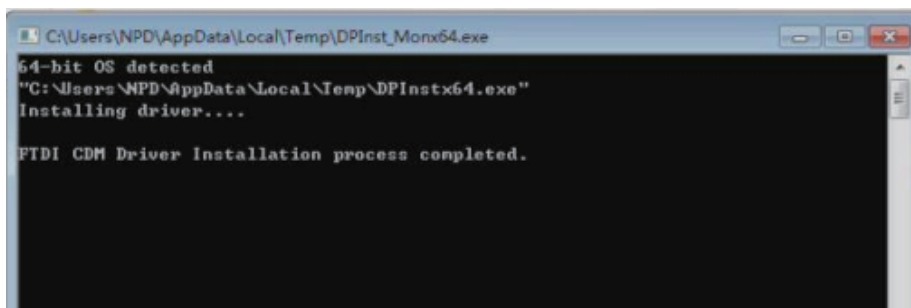 C:\Users\NPD\AppData\Local\Temp\DPInst_Monx64.exe
64-bit OS detected
"C:\Users\NPD\AppData\Local\Temp\DPInstx64.exe"
Installing driver....
FTDI CDM Driver Installation process completed.